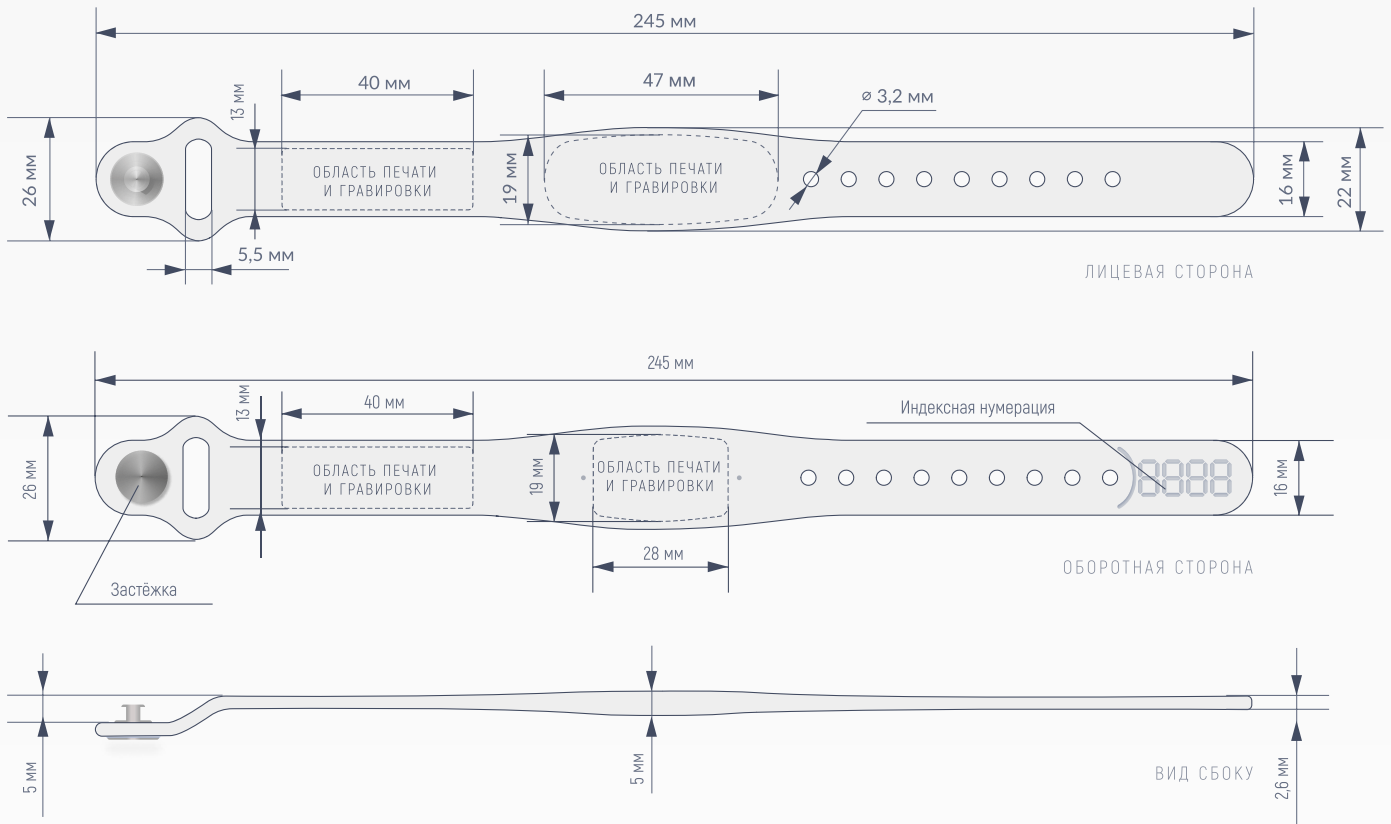 245 мм
40 мм
47 мм
13 мм
⌀ 3,2 мм
ОБЛАСТЬ ПЕЧАТИ
И ГРАВИРОВКИ
ОБЛАСТЬ ПЕЧАТИ
И ГРАВИРОВКИ
26 мм
19 мм
16 мм
22 мм
5,5 мм
ЛИЦЕВАЯ СТОРОНА
245 мм
13 мм
40 мм
Индексная нумерация
ОБЛАСТЬ ПЕЧАТИ
И ГРАВИРОВКИ
ОБЛАСТЬ ПЕЧАТИ
И ГРАВИРОВКИ
8888
26 мм
19 мм
16 мм
28 мм
ОБОРОТНАЯ СТОРОНА
Застёжка
5 мм
5 мм
ВИД СБОКУ
2,6 мм